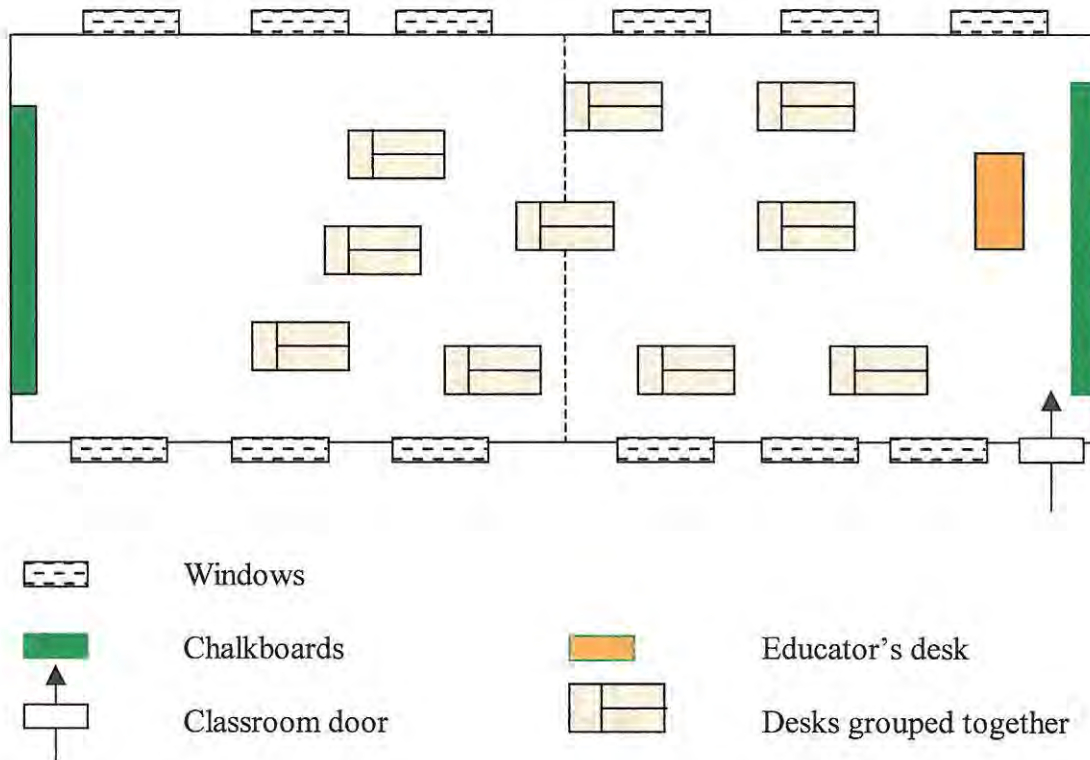 Windows
Chalkboards
Educator's desk
Classroom door
Desks grouped together